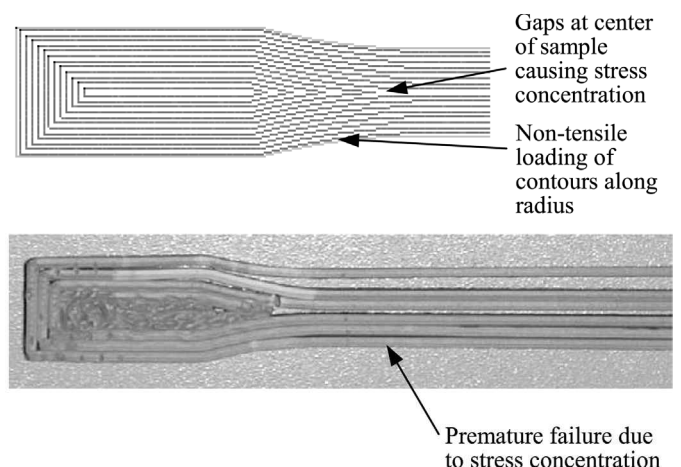 Gaps at center
of sample
causing stress
concentration
Non-tensile
loading of
contours along
radius
Premature failure due
to stress concentration